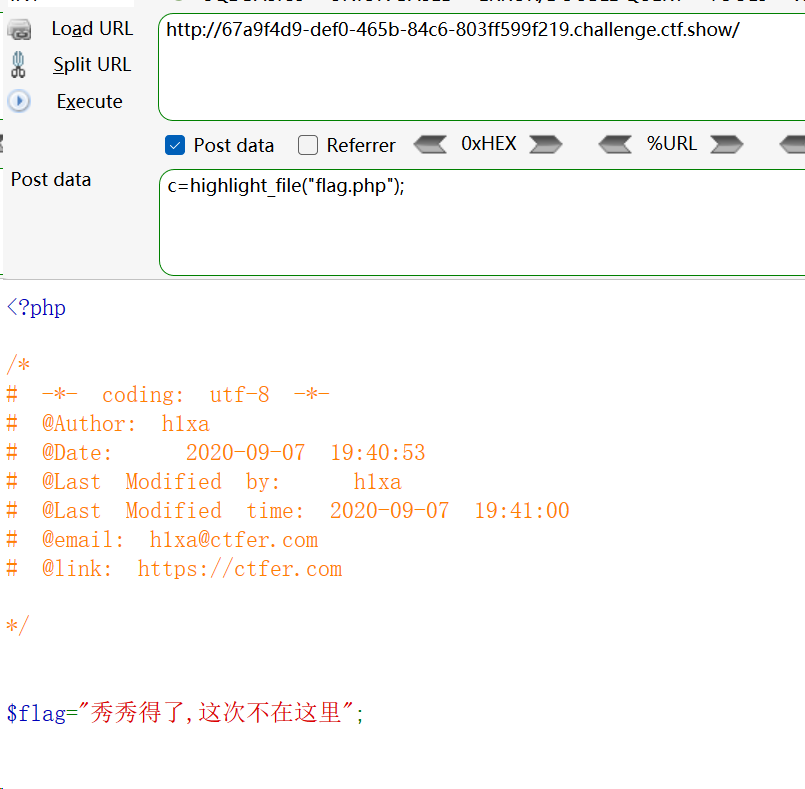 Load URL
http://67a9f4d9-def0-465b-84c6-803ff599f219.challenge.ctf.show/
Split URL
Execute
Post data Referrer 0xHEX %URL
Post data
c=highlight_file("flag.php");
<?php
/*
# -*- coding: utf-8 -*-
# @Author: h1xa
# @Date: 2020-09-07 19:40:53
# @Last Modified by: h1xa
# @Last Modified time: 2020-09-07 19:41:00
# @email: h1xa@ctfer.com
# @link: https://ctfer.com
*/
$flag="秀秀得了,这次不在这里";